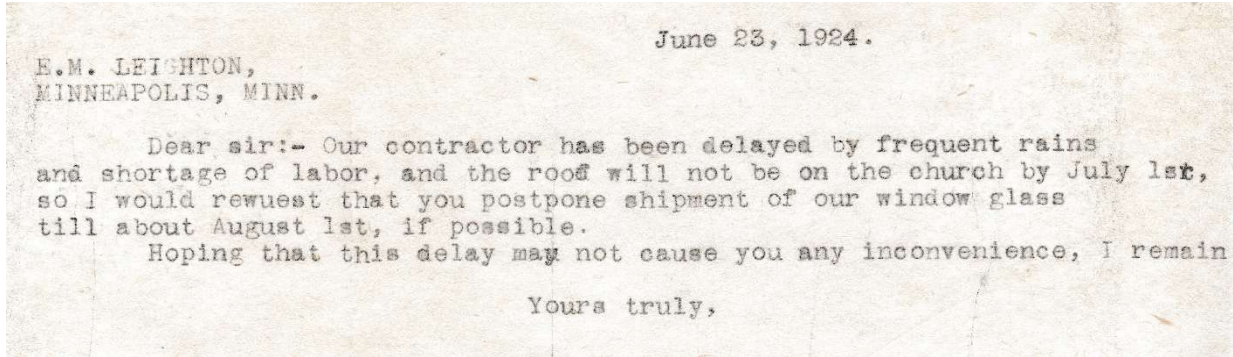 June 23, 1924.
E.M. LEIGHTON,
MINNEAPOLIS, MINN.
Dear sir:- Our contractor has been delayed by frequent rains
and shortage of labor, and the roof will not be on the church by July 1st,
so I would rewuest that you postpone shipment of our window glass
till about August 1st, if possible.
Hoping that this delay may not cause you any inconvenience, I remain
Yours truly,